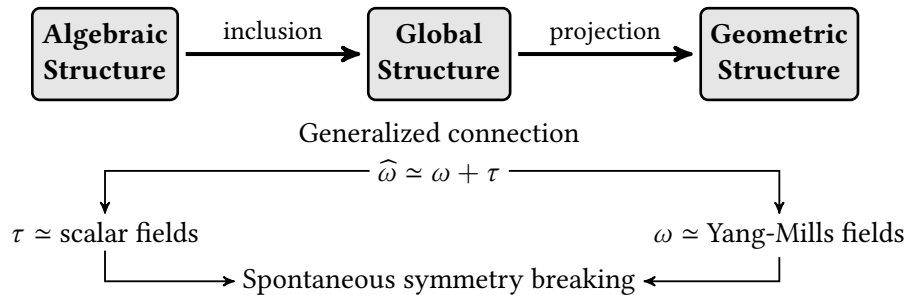 Algebraic
Structure
inclusion
Global
Structure
projection
Geometric
Structure
Generalized connection
ω̂ ≃ ω + τ
τ ≃ scalar fields
ω ≃ Yang-Mills fields
Spontaneous symmetry breaking